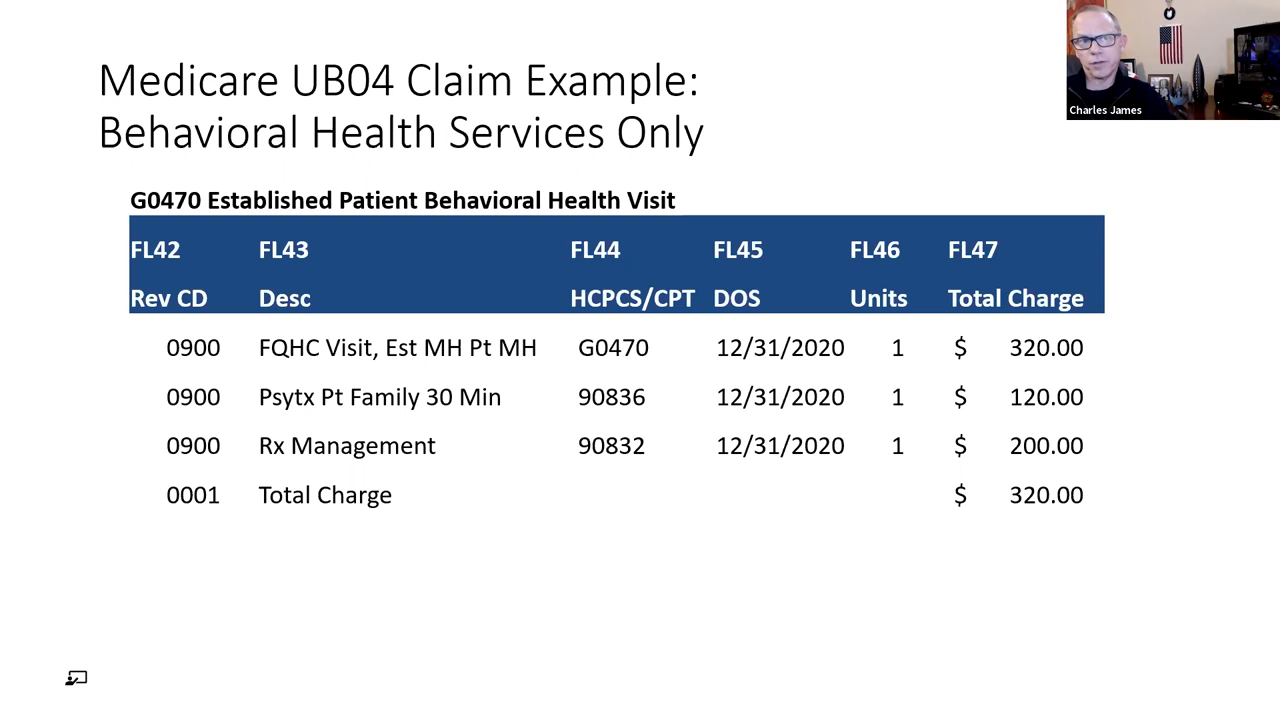 Medicare UB04 Claim Example:
Behavioral Health Services Only
Charles James
G0470 Established Patient Behavioral Health Visit
FL42 FL43 FL44 FL45 FL46 FL47
Rev CD Desc HCPCS/CPT DOS Units Total Charge
0900 FQHC Visit, Est MH Pt MH G0470 12/31/2020 1 $ 320.00
0900 Psytx Pt Family 30 Min 90836 12/31/2020 1 $ 120.00
0900 Rx Management 90832 12/31/2020 1 $ 200.00
0001 Total Charge $ 320.00